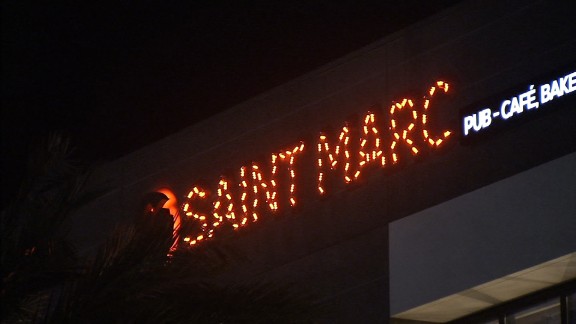 SAINT MARC
PUB - CAFÉ, BAKE